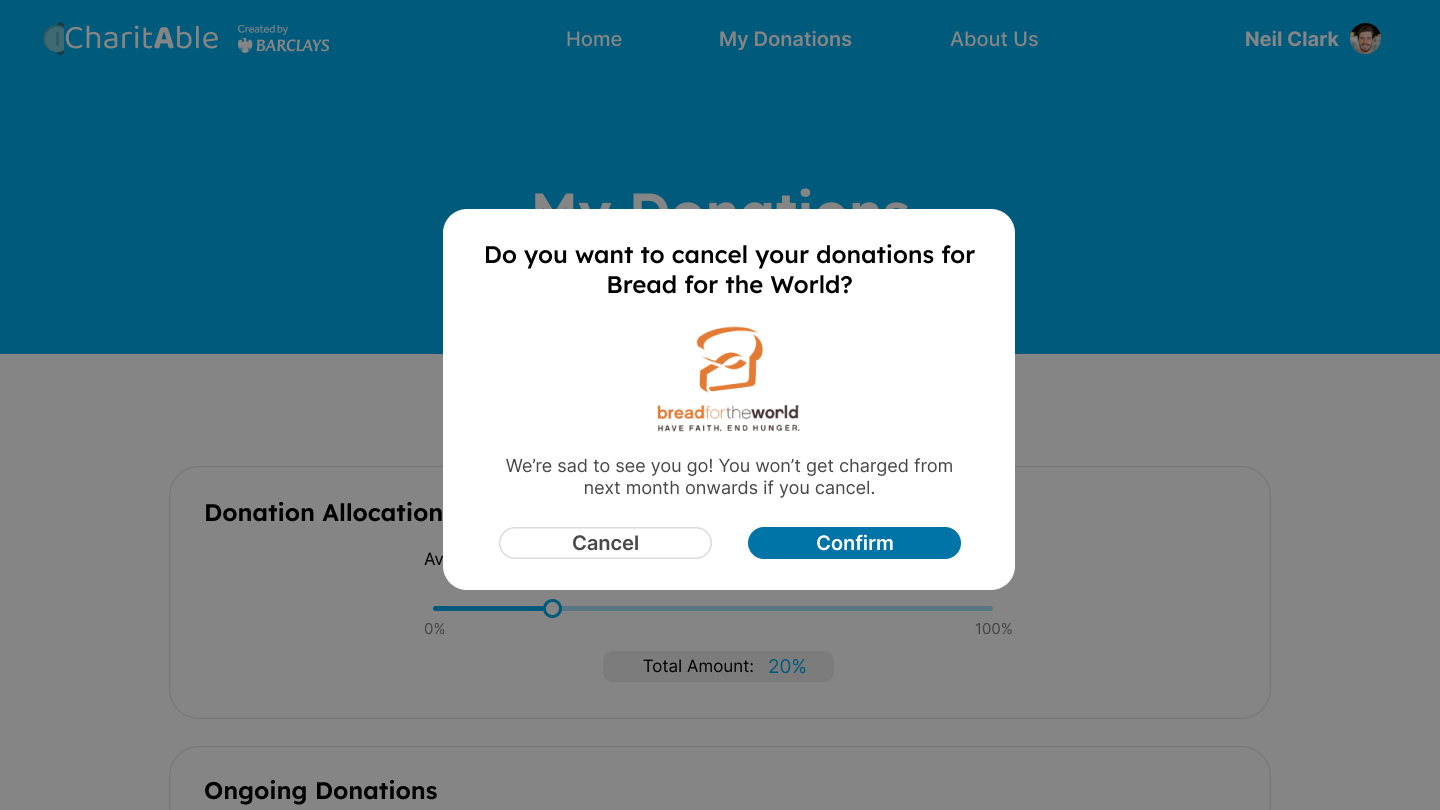 CharitAble
Created by
BARCLAYS
Home
My Donations
About Us
Neil Clark
My Donations
Do you want to cancel your donations for
Bread for the World?
breadfortheworld
HAVE FAITH. END HUNGER.
We’re sad to see you go! You won’t get charged from
next month onwards if you cancel.
Cancel
Confirm
Donation Allocation
Av
0%
100%
Total Amount: 20%
Ongoing Donations